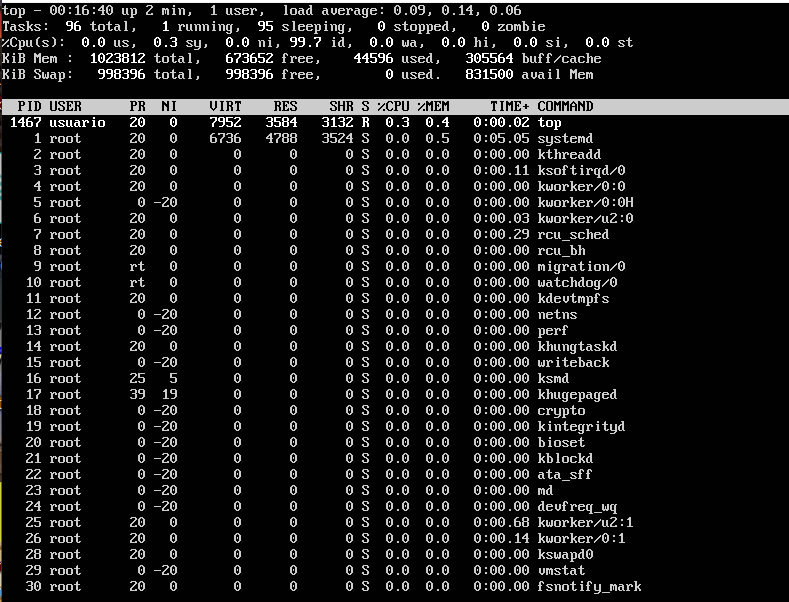 top - 00:16:40 up 2 min,  1 user,  load average: 0.09, 0.14, 0.06
Tasks:  96 total,   1 running,  95 sleeping,   0 stopped,   0 zombie
%Cpu(s):  0.0 us,  0.3 sy,  0.0 ni, 99.7 id,  0.0 wa,  0.0 hi,  0.0 si,  0.0 st
KiB Mem :  1023812 total,   673652 free,    44596 used,   305564 buff/cache
KiB Swap:   998396 total,   998396 free,        0 used.   831500 avail Mem
PID USER      PR  NI    VIRT    RES    SHR S %CPU %MEM     TIME+ COMMAND
1467 usuario   20   0    7952   3584   3132 R  0.3  0.4   0:00.02 top
1 root      20   0    6736   4788   3524 S  0.0  0.5   0:05.05 systemd
2 root      20   0       0      0      0 S  0.0  0.0   0:00.00 kthreadd
3 root      20   0       0      0      0 S  0.0  0.0   0:00.11 ksoftirqd/0
4 root      20   0       0      0      0 S  0.0  0.0   0:00.00 kworker/0:0
5 root       0 -20       0      0      0 S  0.0  0.0   0:00.00 kworker/0:0H
6 root      20   0       0      0      0 S  0.0  0.0   0:00.03 kworker/u2:0
7 root      20   0       0      0      0 S  0.0  0.0   0:00.29 rcu_sched
8 root      20   0       0      0      0 S  0.0  0.0   0:00.00 rcu_bh
9 root      rt   0       0      0      0 S  0.0  0.0   0:00.00 migration/0
10 root      rt   0       0      0      0 S  0.0  0.0   0:00.00 watchdog/0
11 root      20   0       0      0      0 S  0.0  0.0   0:00.00 kdevtmpfs
12 root       0 -20       0      0      0 S  0.0  0.0   0:00.00 netns
13 root       0 -20       0      0      0 S  0.0  0.0   0:00.00 perf
14 root      20   0       0      0      0 S  0.0  0.0   0:00.00 khungtaskd
15 root       0 -20       0      0      0 S  0.0  0.0   0:00.00 writeback
16 root      25   5       0      0      0 S  0.0  0.0   0:00.00 ksmd
17 root      39  19       0      0      0 S  0.0  0.0   0:00.00 khugepaged
18 root       0 -20       0      0      0 S  0.0  0.0   0:00.00 crypto
19 root       0 -20       0      0      0 S  0.0  0.0   0:00.00 kintegrityd
20 root       0 -20       0      0      0 S  0.0  0.0   0:00.00 bioset
21 root       0 -20       0      0      0 S  0.0  0.0   0:00.00 kblockd
22 root       0 -20       0      0      0 S  0.0  0.0   0:00.00 ata_sff
23 root       0 -20       0      0      0 S  0.0  0.0   0:00.00 md
24 root       0 -20       0      0      0 S  0.0  0.0   0:00.00 devfreq_wq
25 root      20   0       0      0      0 S  0.0  0.0   0:00.68 kworker/u2:1
26 root      20   0       0      0      0 S  0.0  0.0   0:00.14 kworker/0:1
28 root      20   0       0      0      0 S  0.0  0.0   0:00.00 kswapd0
29 root       0 -20       0      0      0 S  0.0  0.0   0:00.00 vmstat
30 root      20   0       0      0      0 S  0.0  0.0   0:00.00 fsnotify_mark